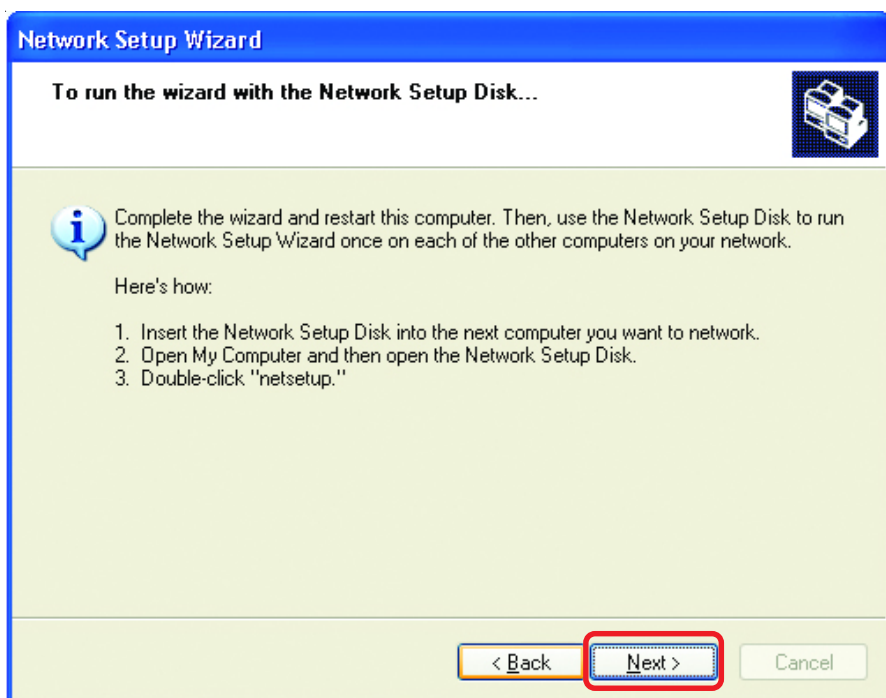 Network Setup Wizard
To run the wizard with the Network Setup Disk...
Complete the wizard and restart this computer. Then, use the Network Setup Disk to run
the Network Setup Wizard once on each of the other computers on your network.
Here's how:
1. Insert the Network Setup Disk into the next computer you want to network.
2. Open My Computer and then open the Network Setup Disk.
3. Double-click "netsetup."
< Back Next > Cancel